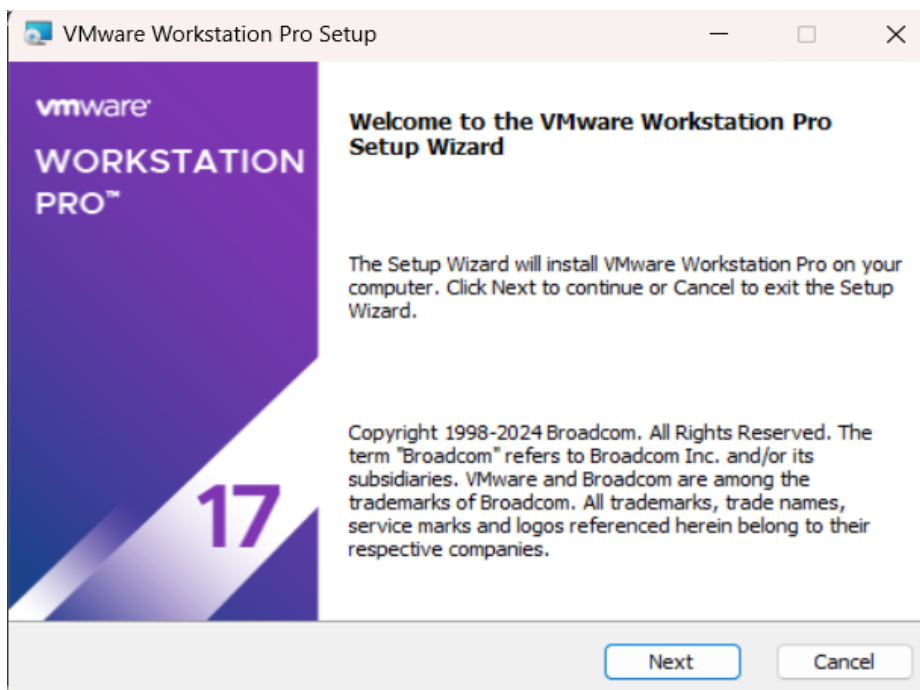 VMware Workstation Pro Setup
vmware®
WORKSTATION
PRO™
17
Welcome to the VMware Workstation Pro
Setup Wizard
The Setup Wizard will install VMware Workstation Pro on your
computer. Click Next to continue or Cancel to exit the Setup
Wizard.
Copyright 1998-2024 Broadcom. All Rights Reserved. The
term "Broadcom" refers to Broadcom Inc. and/or its
subsidiaries. VMware and Broadcom are among the
trademarks of Broadcom. All trademarks, trade names,
service marks and logos referenced herein belong to their
respective companies.
Next
Cancel